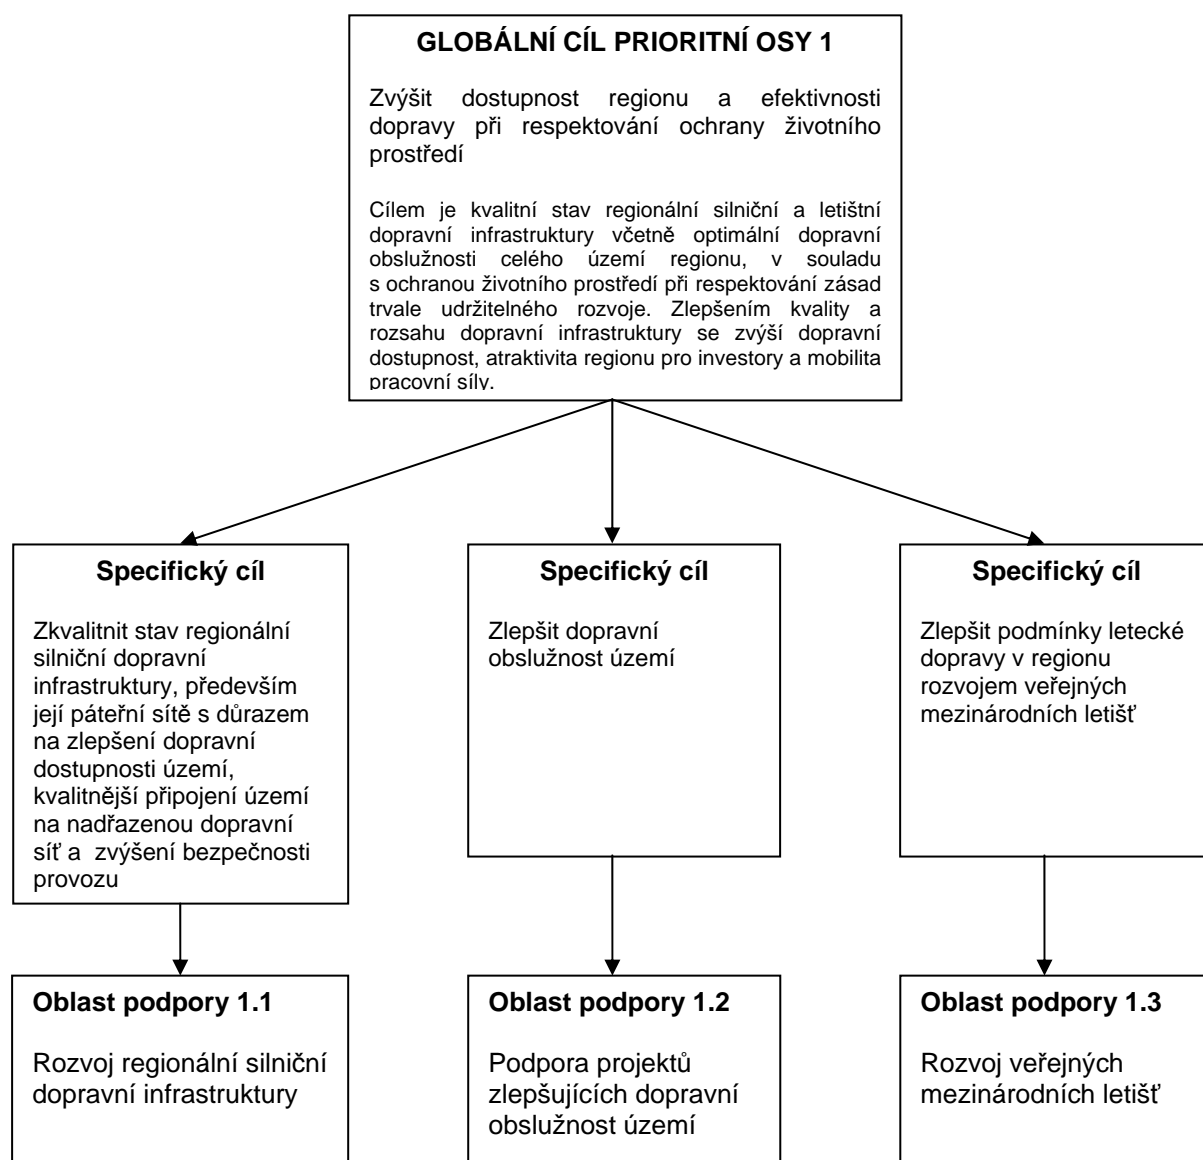 GLOBÁLNÍ CÍL PRIORITNÍ OSY 1
Zvýšit dostupnost regionu a efektivnosti
dopravy při respektování ochrany životního
prostředí
Cílem je kvalitní stav regionální silniční a letištní
dopravní infrastruktury včetně optimální dopravní
obslužnosti celého území regionu, v souladu
s ochranou životního prostředí při respektování zásad
trvale udržitelného rozvoje. Zlepšením kvality a
rozsahu dopravní infrastruktury se zvýší dopravní
dostupnost, atraktivita regionu pro investory a mobilita
pracovní síly.
Specifický cíl
Zkvalitnit stav regionální
silniční dopravní
infrastruktury, především
její páteřní sítě s důrazem
na zlepšení dopravní
dostupnosti území,
kvalitnější připojení území
na nadřazenou dopravní
síť a  zvýšení bezpečnosti
provozu
Specifický cíl
Zlepšit dopravní
obslužnost území
Specifický cíl
Zlepšit podmínky letecké
dopravy v regionu
rozvojem veřejných
mezinárodních letišť
Oblast podpory 1.1
Rozvoj regionální silniční
dopravní infrastruktury
Oblast podpory 1.2
Podpora projektů
zlepšujících dopravní
obslužnost území
Oblast podpory 1.3
Rozvoj veřejných
mezinárodních letišť